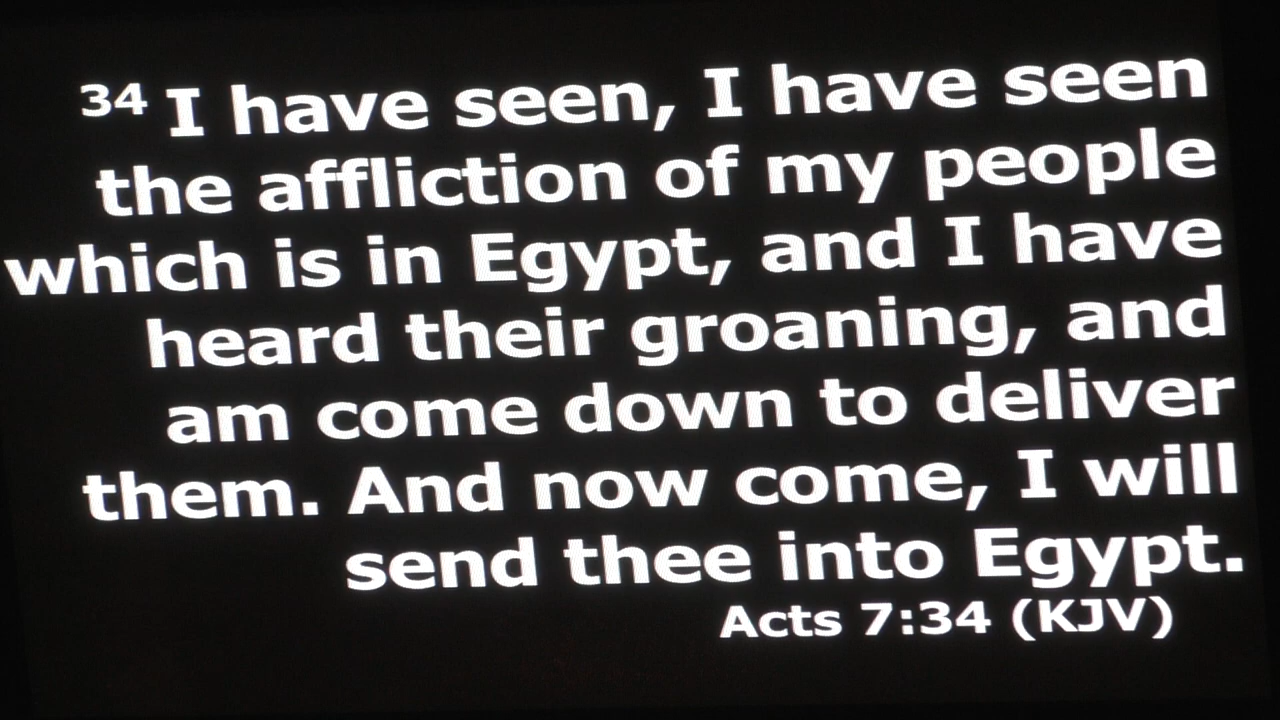 34 I have seen, I have seen
the affliction of my people
which is in Egypt, and I have
heard their groaning, and
am come down to deliver
them. And now come, I will
send thee into Egypt.
Acts 7:34 (KJV)